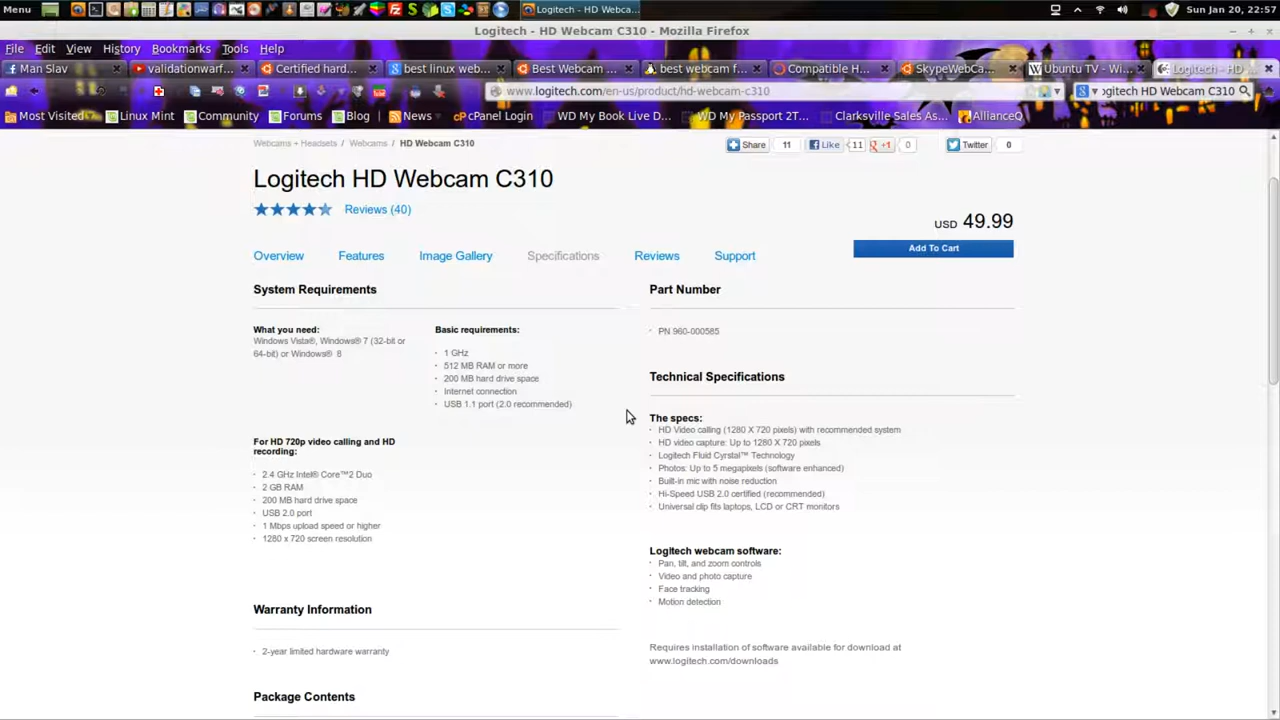 Menu
Logitech - HD Webca...
Sun Jan 20, 22:57
Logitech - HD Webcam C310 - Mozilla Firefox
File Edit View History Bookmarks Tools Help
Man Slav
validationwarf...
Certified hard...
best linux web...
Best Webcam ...
best webcam f...
Compatible H...
SkypeWebCa...
Ubuntu TV - Wi...
Logitech - HD ...
www.logitech.com/en-us/product/hd-webcam-c310
ogitech HD Webcam C310
Most Visited
Linux Mint
Community
Forums
Blog
News
cPanel Login
WD My Book Live D...
WD My Passport 2T...
Clarksville Sales As...
AllianceQ
Webcams + Headsets / Webcams / HD Webcam C310
Share 11 Like 11 +1 0 Twitter 0
Logitech HD Webcam C310
Reviews (40)
USD 49.99
Add To Cart
Overview Features Image Gallery Specifications Reviews Support
System Requirements
What you need:
Windows Vista®, Windows® 7 (32-bit or
64-bit) or Windows® 8
Basic requirements:
· 1 GHz
· 512 MB RAM or more
· 200 MB hard drive space
· Internet connection
· USB 1.1 port (2.0 recommended)
For HD 720p video calling and HD
recording:
· 2.4 GHz Intel® Core™2 Duo
· 2 GB RAM
· 200 MB hard drive space
· USB 2.0 port
· 1 Mbps upload speed or higher
· 1280 x 720 screen resolution
Warranty Information
· 2-year limited hardware warranty
Package Contents
Part Number
· PN 960-000585
Technical Specifications
The specs:
· HD Video calling (1280 X 720 pixels) with recommended system
· HD video capture: Up to 1280 X 720 pixels
· Logitech Fluid Cyrstal™ Technology
· Photos: Up to 5 megapixels (software enhanced)
· Built-in mic with noise reduction
· Hi-Speed USB 2.0 certified (recommended)
· Universal clip fits laptops, LCD or CRT monitors
Logitech webcam software:
· Pan, tilt, and zoom controls
· Video and photo capture
· Face tracking
· Motion detection
Requires installation of software available for download at
www.logitech.com/downloads